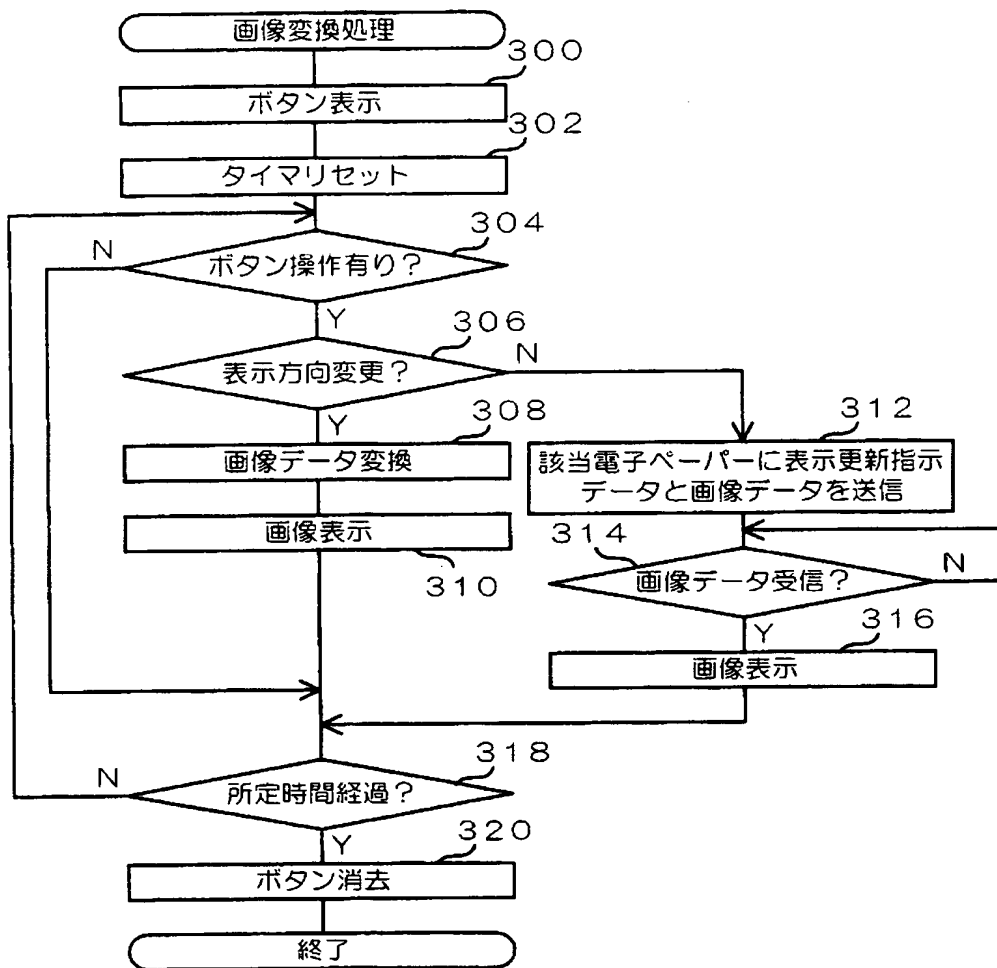 画像変換処理
300
ボタン表示
302
タイマリセット
304
N
ボタン操作有り？
Y
306
N
表示方向変更？
Y
308
画像データ変換
画像表示
310
312
該当電子ペーパーに表示更新指示
データと画像データを送信
314
画像データ受信？
N
Y
316
画像表示
318
N
所定時間経過？
Y
320
ボタン消去
終了